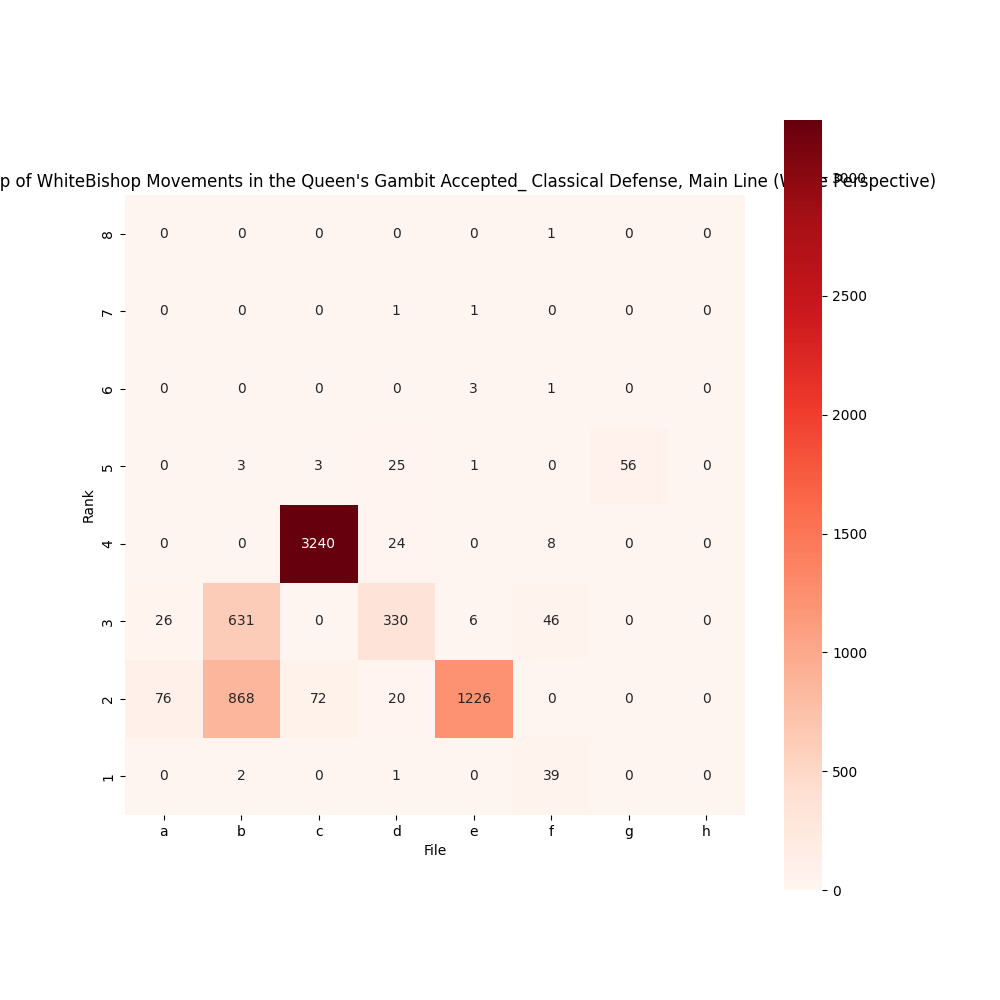 p of WhiteBishop Movements in the Queen's Gambit Accepted_ Classical Defense, Main Line Perspective)
3000
8 0 0 0 0 0 1 0 0
2500
7 0 0 0 1 1 0 0 0
6 0 0 0 0 3 1 0 0
2000
5 0 3 3 25 1 0 56 0
Rank
1500
4 0 0 3240 24 0 8 0 0
3 26 631 0 330 6 46 0 0
1000
2 76 868 72 20 1226 0 0 0
500
1 0 2 0 1 0 39 0 0
a b c d e f g h
File
0